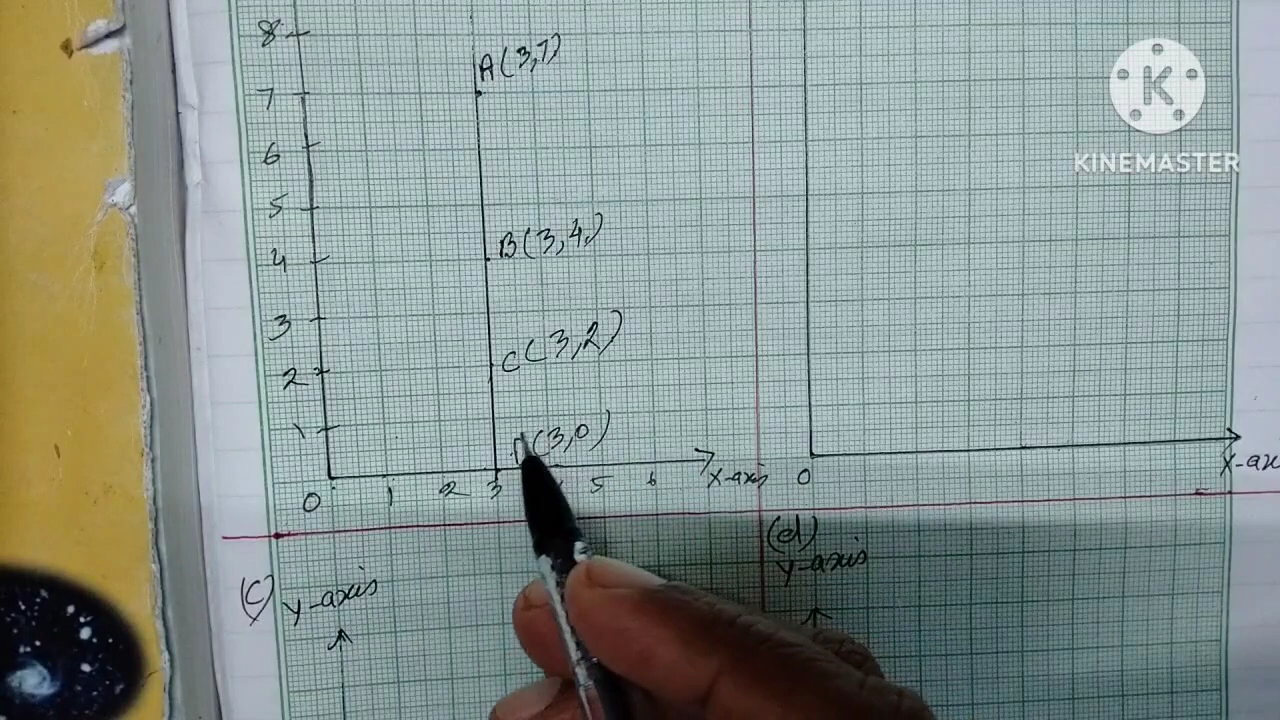 8
A(3,7)
7
KINEMASTER
6
5
B(3,4)
4
3
C(3,2)
2
(3,0)
1
0 1 2 3 5 6 X-axis 0 X-ax
(d)
Y-axis
(c) Y-axis